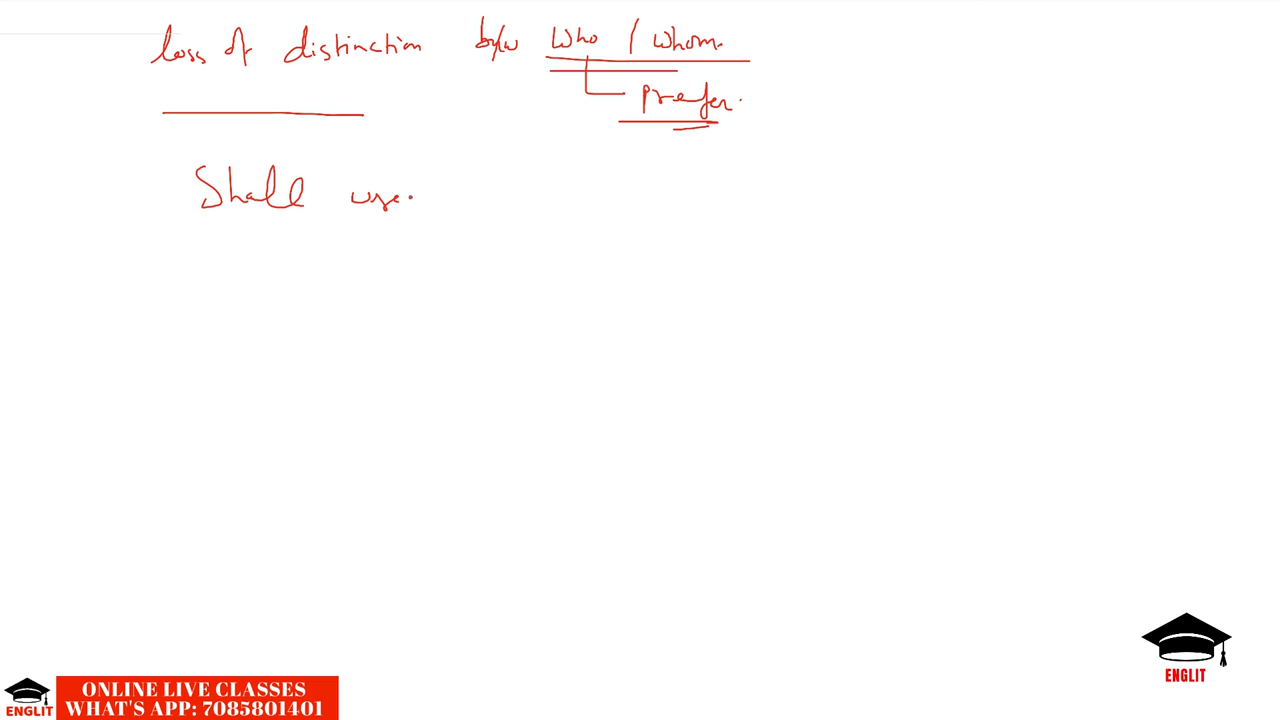 loss of distinction b/w who / whom.
prefer.
Shall use.
ENGLIT
ONLINE LIVE CLASSES
WHAT'S APP: 7085801401
ENGLIT